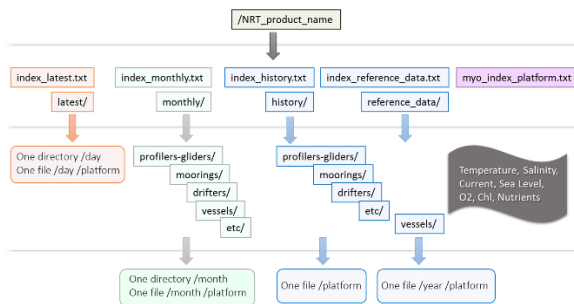 /NRT_product_name
index_latest.txt
index_monthly.txt
index_history.txt
index_reference_data.txt
myo_index_platform.txt
latest/
monthly/
history/
reference_data/
One directory /day
One file /day /platform
profilers-gliders/
moorings/
drifters/
vessels/
etc/
profilers-gliders/
moorings/
drifters/
etc/
vessels/
Temperature, Salinity,
Current, Sea Level,
O2, Chl, Nutrients
One directory /month
One file /month /platform
One file /platform
One file /year /platform